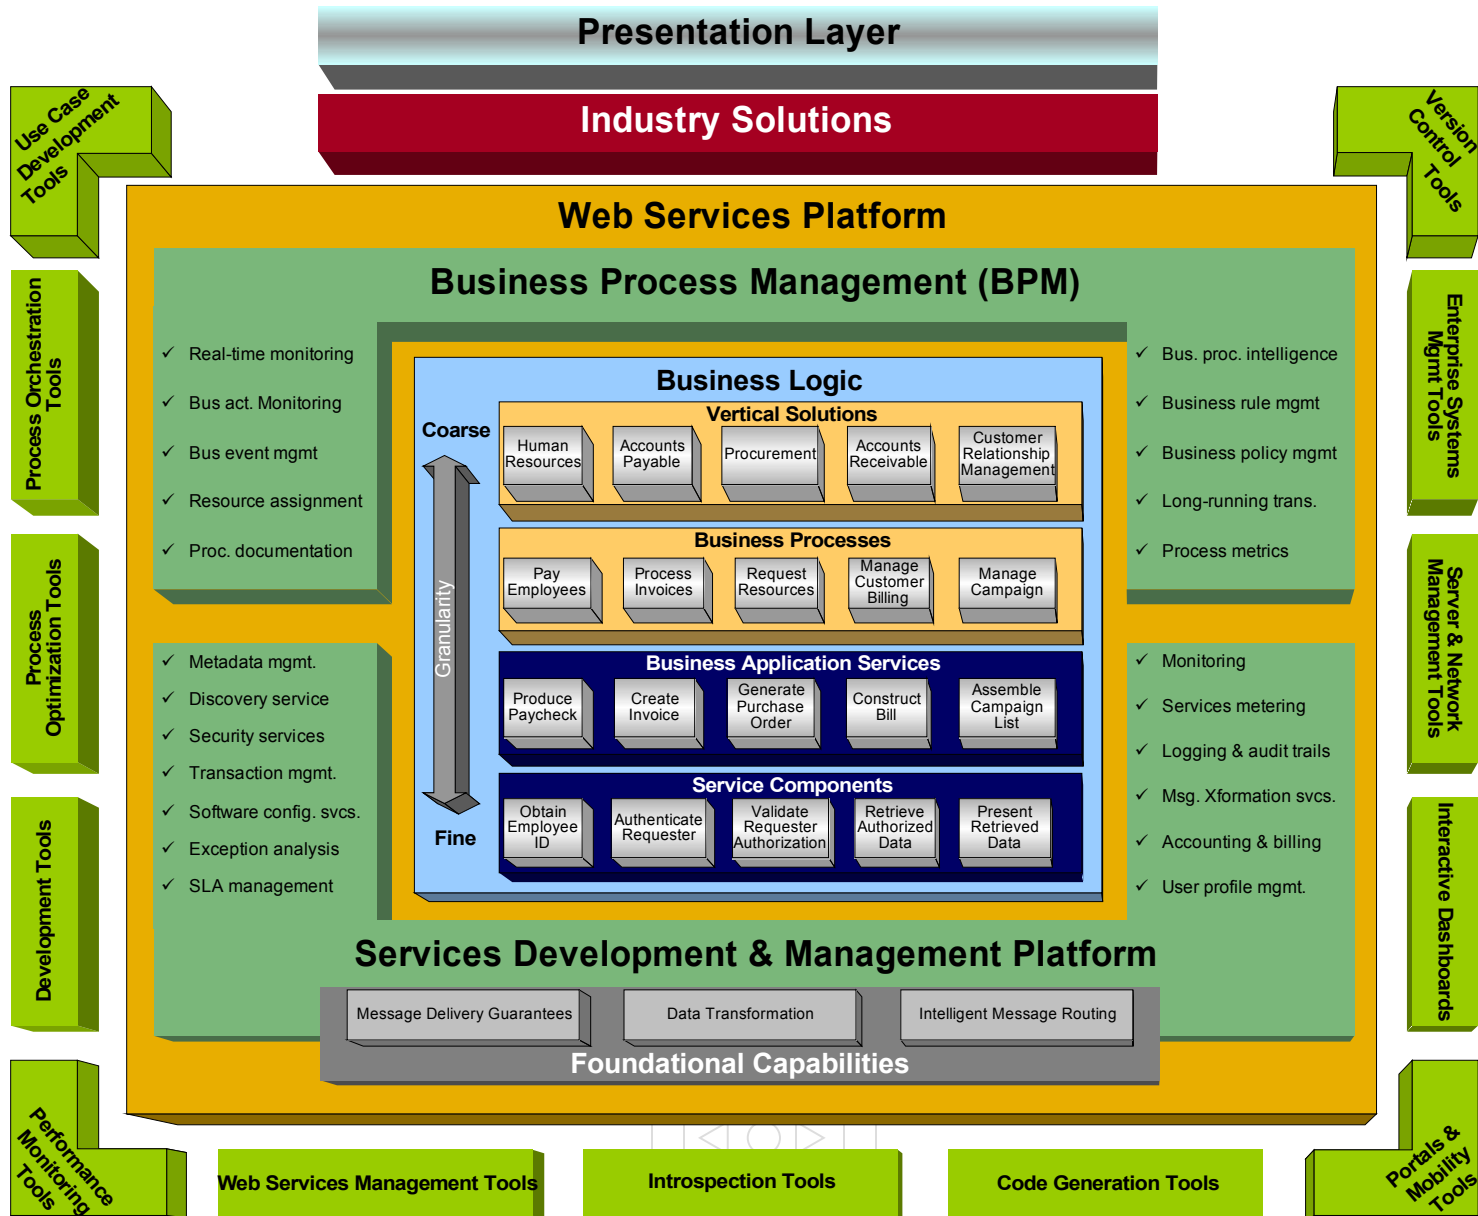 Presentation Layer
Industry Solutions
Use Case
Development
Tools
Version
Control
Tools
Web Services Platform
Business Process Management (BPM)
Process Orchestration
Tools
Process
Optimization Tools
Development Tools
Performance
Monitoring
Tools
Enterprise Systems
Mgmt Tools
Server & Network
Management Tools
Interactive Dashboards
Portals &
Mobility
Tools
✓ Real-time monitoring
✓ Bus act. Monitoring
✓ Bus event mgmt
✓ Resource assignment
✓ Proc. documentation
✓ Bus. proc. intelligence
✓ Business rule mgmt
✓ Business policy mgmt
✓ Long-running trans.
✓ Process metrics
Business Logic
Coarse
Granularity
Fine
Vertical Solutions
Human
Resources
Accounts
Payable
Procurement
Accounts
Receivable
Customer
Relationship
Management
Business Processes
Pay
Employees
Process
Invoices
Request
Resources
Manage
Customer
Billing
Manage
Campaign
Business Application Services
Produce
Paycheck
Create
Invoice
Generate
Purchase
Order
Construct
Bill
Assemble
Campaign
List
Service Components
Obtain
Employee
ID
Authenticate
Requester
Validate
Requester
Authorization
Retrieve
Authorized
Data
Present
Retrieved
Data
✓ Metadata mgmt.
✓ Discovery service
✓ Security services
✓ Transaction mgmt.
✓ Software config. svcs.
✓ Exception analysis
✓ SLA management
✓ Monitoring
✓ Services metering
✓ Logging & audit trails
✓ Msg. Xformation svcs.
✓ Accounting & billing
✓ User profile mgmt.
Services Development & Management Platform
Message Delivery Guarantees
Data Transformation
Intelligent Message Routing
Foundational Capabilities
Web Services Management Tools
Introspection Tools
Code Generation Tools